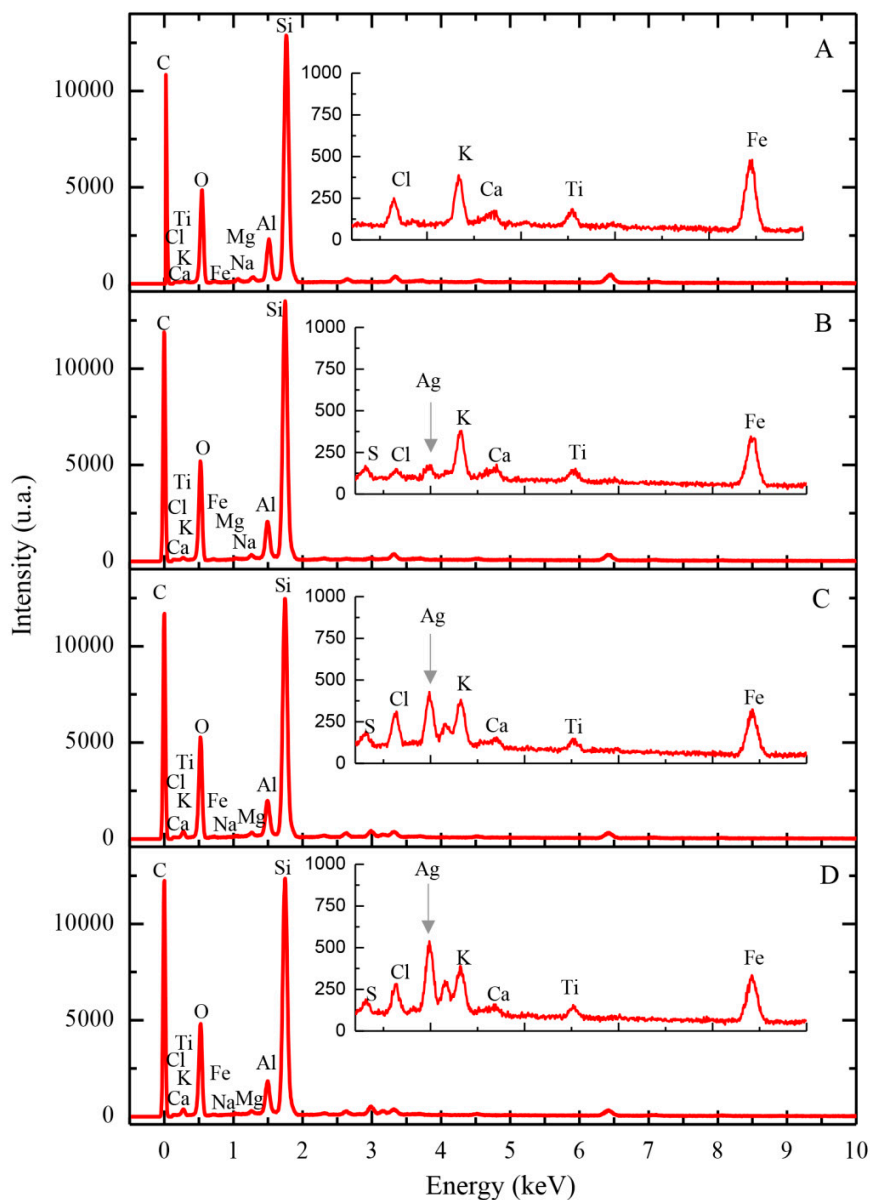 Intensity (u.a.)
A
10000
5000
0
C
Ti
Cl
K
Ca
O
Fe
Mg
Na
Al
Si
1000
750
500
250
0
Cl
K
Ca
Ti
Fe
B
10000
5000
0
C
Ti
Cl
K
Ca
O
Fe
Mg
Na
Al
Si
1000
750
500
250
0
S
Cl
Ag
K
Ca
Ti
Fe
C
10000
5000
0
C
Ti
Cl
K
Ca
O
Fe
Na
Mg
Al
Si
1000
750
500
250
0
S
Cl
Ag
K
Ca
Ti
Fe
D
10000
5000
0
C
Ti
Cl
K
Ca
O
Fe
Na
Mg
Al
Si
1000
750
500
250
0
S
Cl
Ag
K
Ca
Ti
Fe
0 1 2 3 4 5 6 7 8 9 10
Energy (keV)